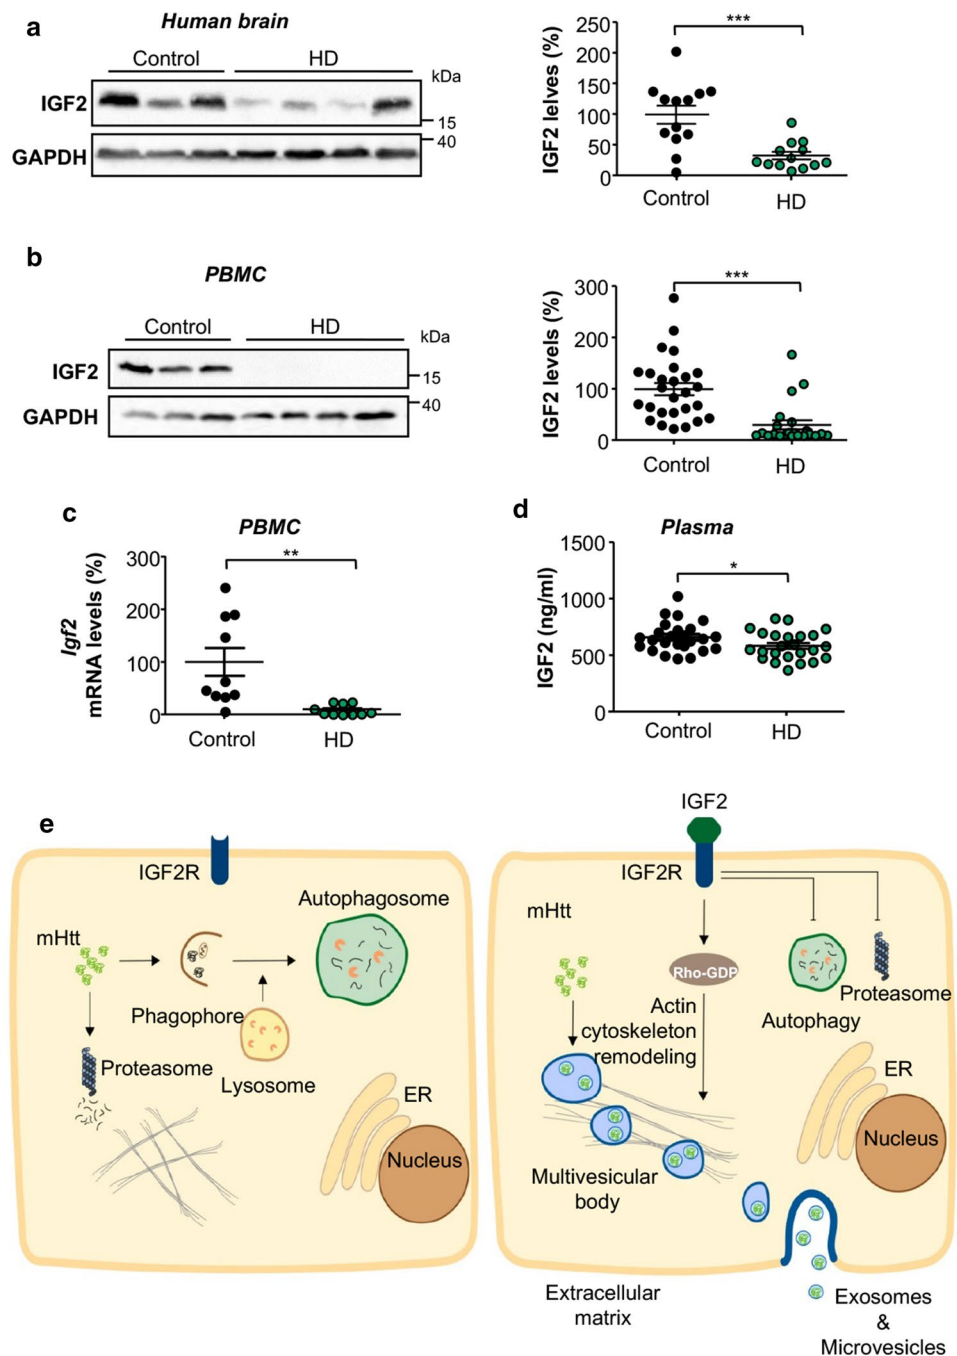 a
Human brain
Control
HD
kDa
IGF2
15
40
GAPDH
IGF2 lelves (%)
250
200
150
100
50
0
***
Control
HD
b
PBMC
Control
HD
kDa
IGF2
15
40
GAPDH
IGF2 levels (%)
300
200
100
0
***
Control
HD
c
PBMC
Igf2
mRNA levels (%)
300
200
100
0
**
Control
HD
d
Plasma
IGF2 (ng/ml)
1500
1000
500
0
*
Control
HD
e
IGF2R
mHtt
Autophagosome
Phagophore
Proteasome
Lysosome
ER
Nucleus
IGF2
IGF2R
mHtt
Rho-GDP
Actin
cytoskeleton
remodeling
Proteasome
Autophagy
ER
Nucleus
Multivesicular
body
Extracellular
matrix
Exosomes
&
Microvesicles